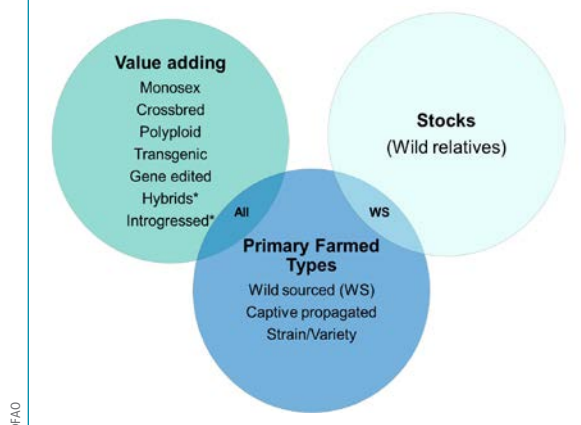 Value adding
Monosex
Crossbred
Polyploid
Transgenic
Gene edited
Hybrids*
Introgressed*
Stocks
(Wild relatives)
All
WS
Primary Farmed
Types
Wild sourced (WS)
Captive propagated
Strain/Variety
FAO